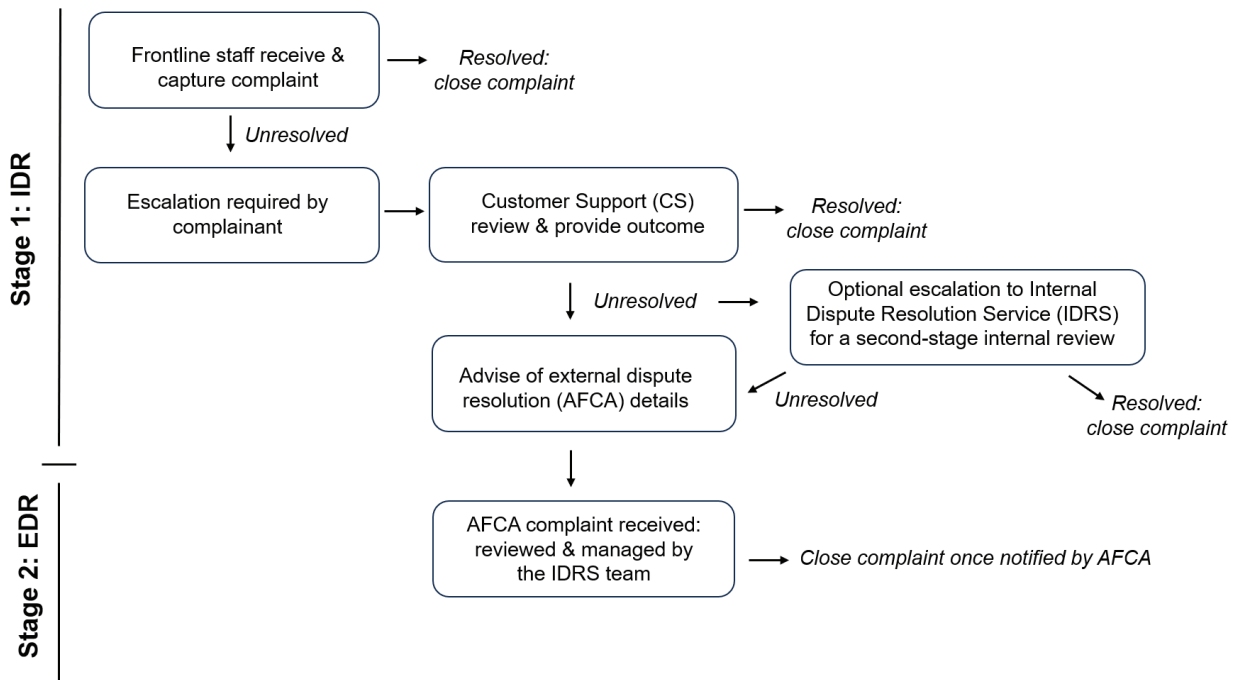 Stage 1: IDR
Frontline staff receive &
capture complaint
Resolved:
close complaint
Unresolved
Escalation required by
complainant
Customer Support (CS)
review & provide outcome
Resolved:
close complaint
Unresolved
Optional escalation to Internal
Dispute Resolution Service (IDRS)
for a second-stage internal review
Advise of external dispute
resolution (AFCA) details
Unresolved
Resolved:
close complaint
Stage 2: EDR
AFCA complaint received:
reviewed & managed by
the IDRS team
Close complaint once notified by AFCA